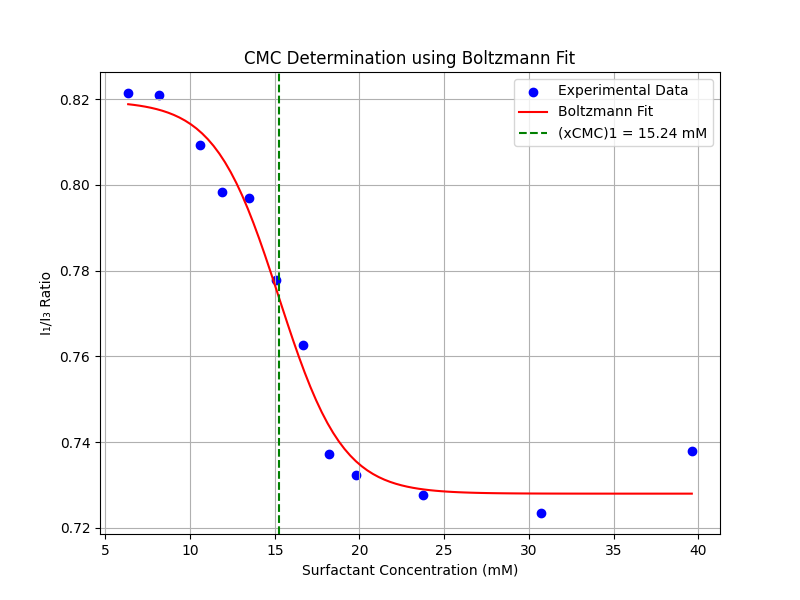 CMC Determination using Boltzmann Fit
Experimental Data
Boltzmann Fit
(xCMC)1 = 15.24 mM
I₁/I₃ Ratio
0.82
0.80
0.78
0.76
0.74
0.72
5 10 15 20 25 30 35 40
Surfactant Concentration (mM)